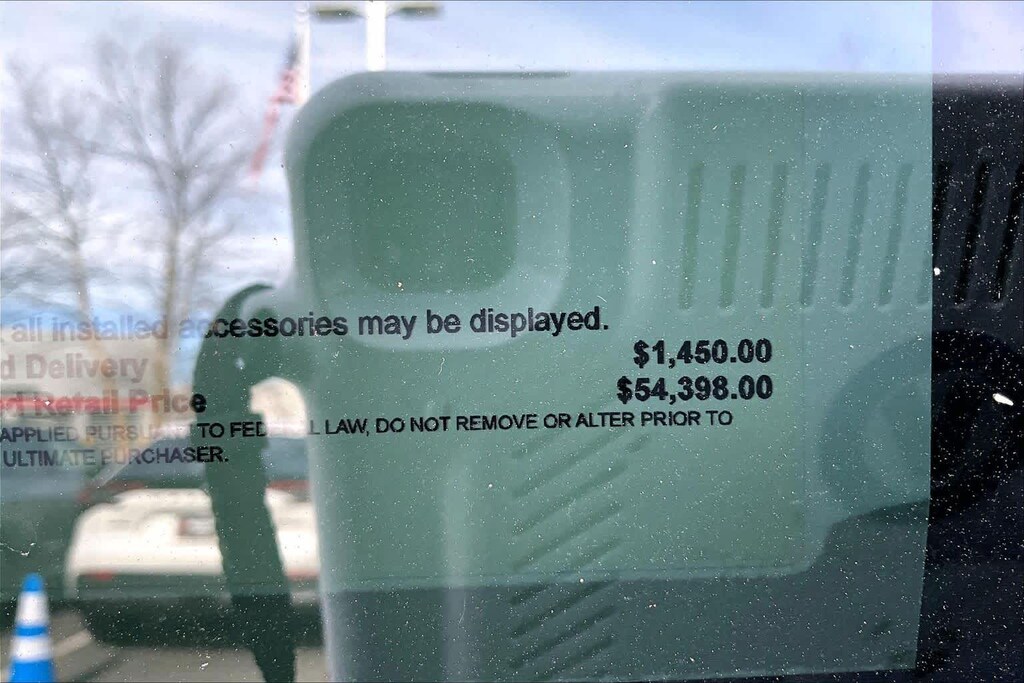 all installed accessories may be displayed.
d Delivery
$1,450.00
Retail Price
$54,398.00
APPLIED PURSUANT TO FEDERAL LAW, DO NOT REMOVE OR ALTER PRIOR TO
ULTIMATE PURCHASER.